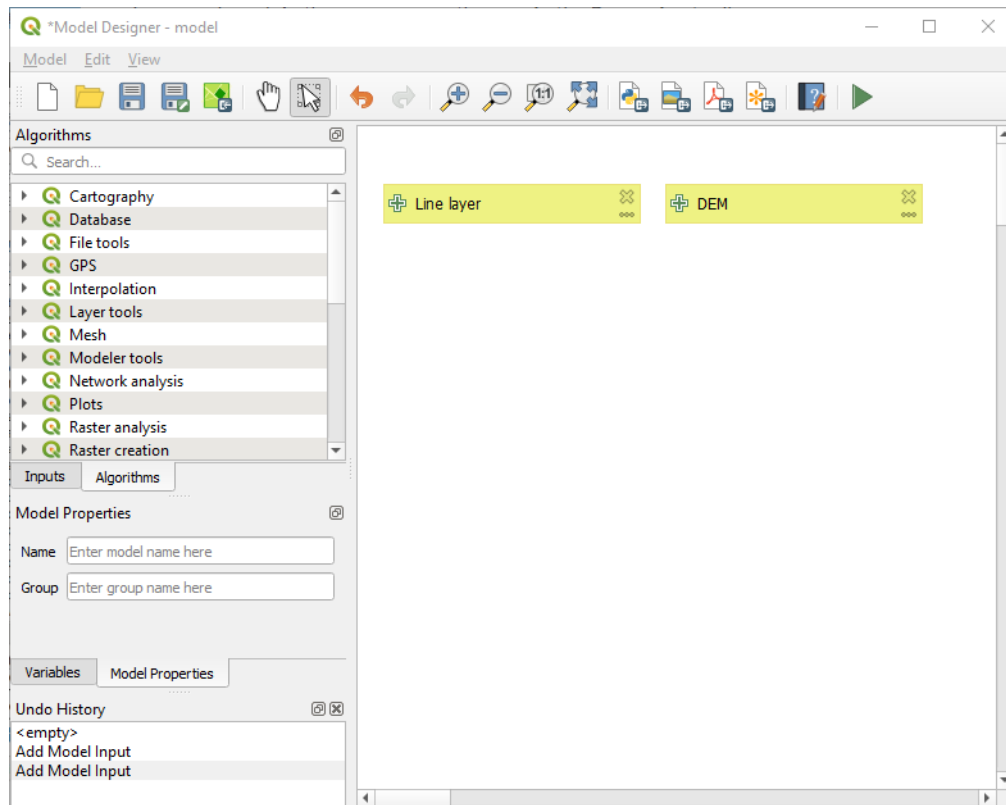 *Model Designer - model
Model Edit View
Algorithms
Search...
Line layer
DEM
Cartography
Database
File tools
GPS
Interpolation
Layer tools
Mesh
Modeler tools
Network analysis
Plots
Raster analysis
Raster creation
Inputs Algorithms
Model Properties
Name Enter model name here
Group Enter group name here
Variables Model Properties
Undo History
<empty>
Add Model Input
Add Model Input